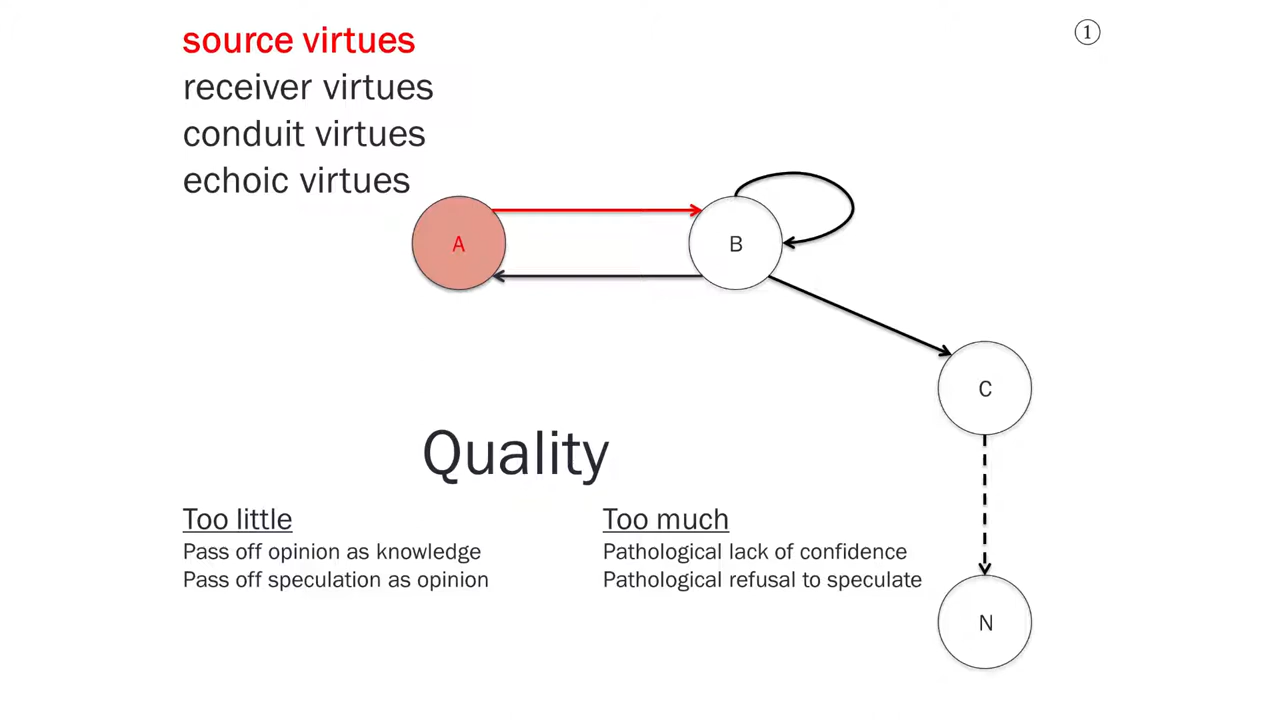 source virtues
①
receiver virtues
conduit virtues
echoic virtues
A
B
C
Quality
Too little
Pass off opinion as knowledge
Pass off speculation as opinion
Too much
Pathological lack of confidence
Pathological refusal to speculate
N